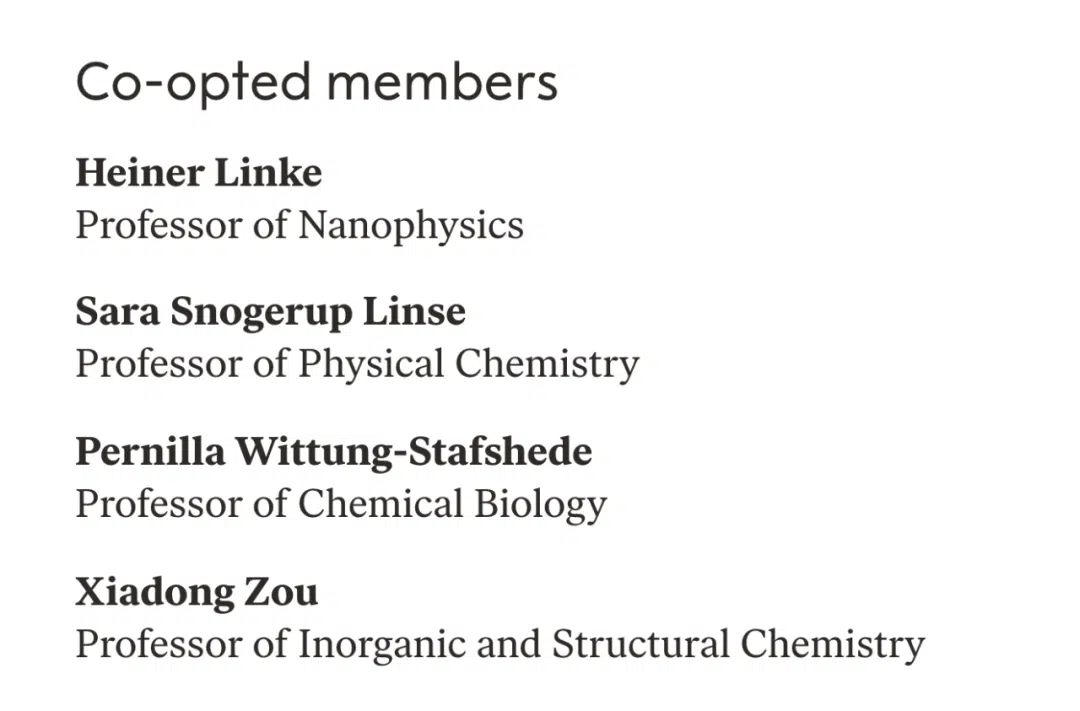 Co-opted members
Heiner Linke
Professor of Nanophysics
Sara Snogerup Linse
Professor of Physical Chemistry
Pernilla Wittung-Stafshede
Professor of Chemical Biology
Xiadong Zou
Professor of Inorganic and Structural Chemistry